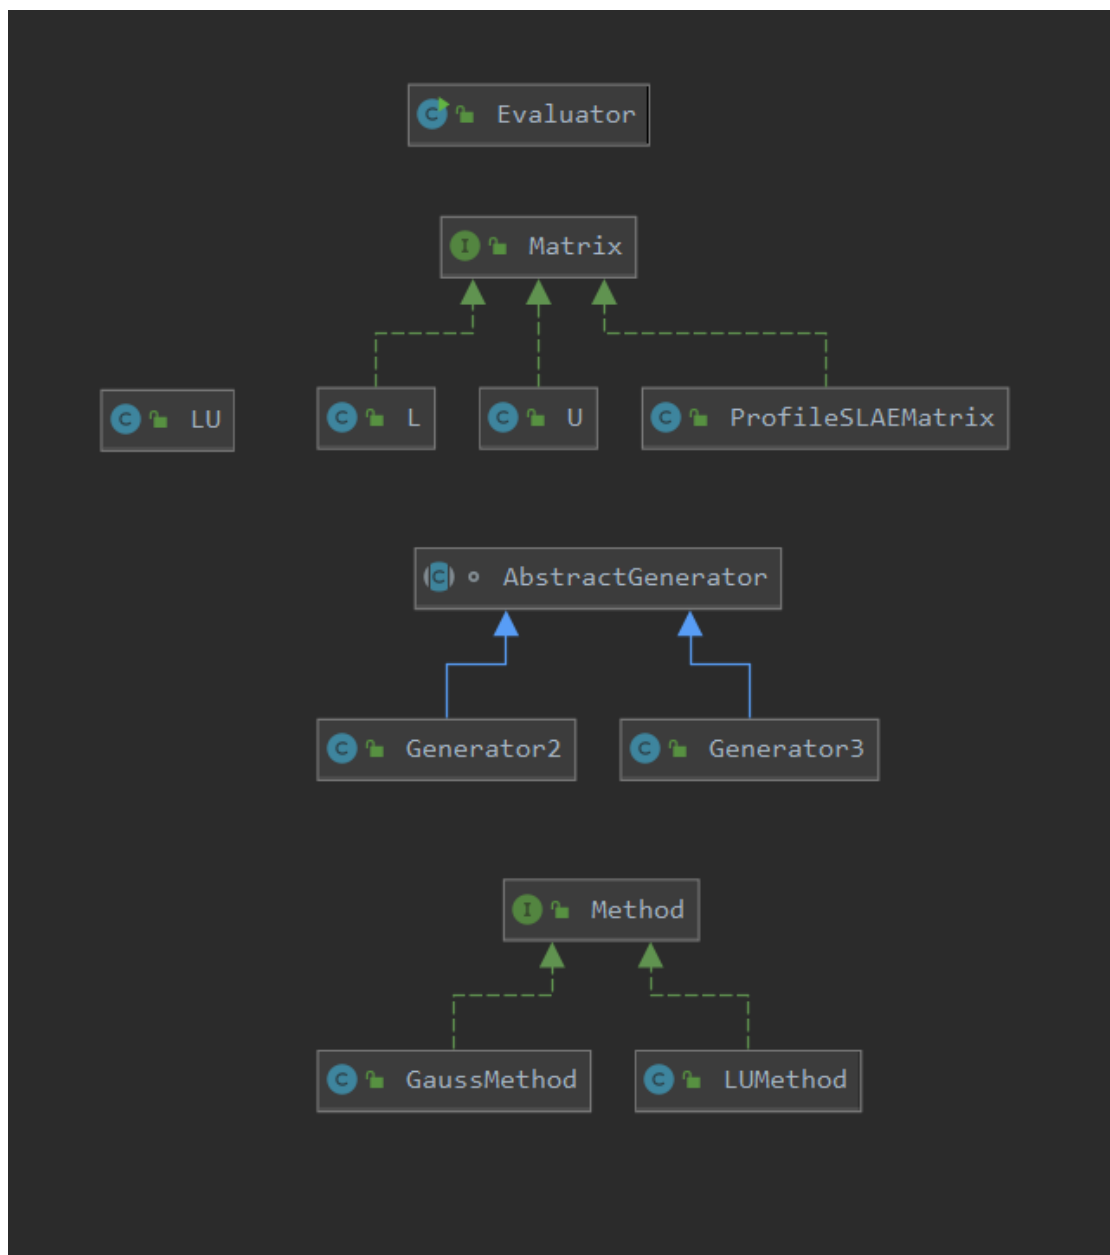 Evaluator
Matrix
LU
L
U
ProfileSLAEMatrix
AbstractGenerator
Generator2
Generator3
Method
GaussMethod
LUMethod